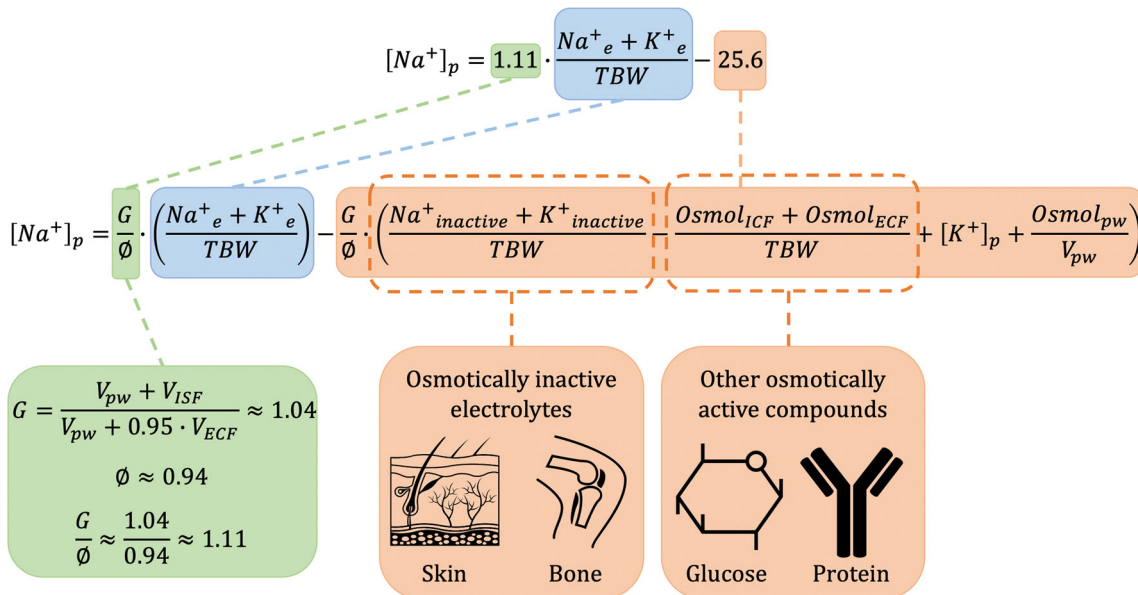 [Na⁺]ₚ = 1.11 · (Na⁺ₑ + K⁺ₑ)/TBW − 25.6
[Na⁺]ₚ = G/Ø · ((Na⁺ₑ + K⁺ₑ)/TBW) − G/Ø · ((Na⁺inactive + K⁺inactive)/TBW − (OsmolICF + OsmolECF)/TBW + [K⁺]ₚ + Osmolpw/Vpw)
G = (Vpw + VISF)/(Vpw + 0.95 · VECF) ≈ 1.04
Ø ≈ 0.94
G/Ø ≈ 1.04/0.94 ≈ 1.11
Osmotically inactive
electrolytes
Skin
Bone
Other osmotically
active compounds
Glucose
Protein